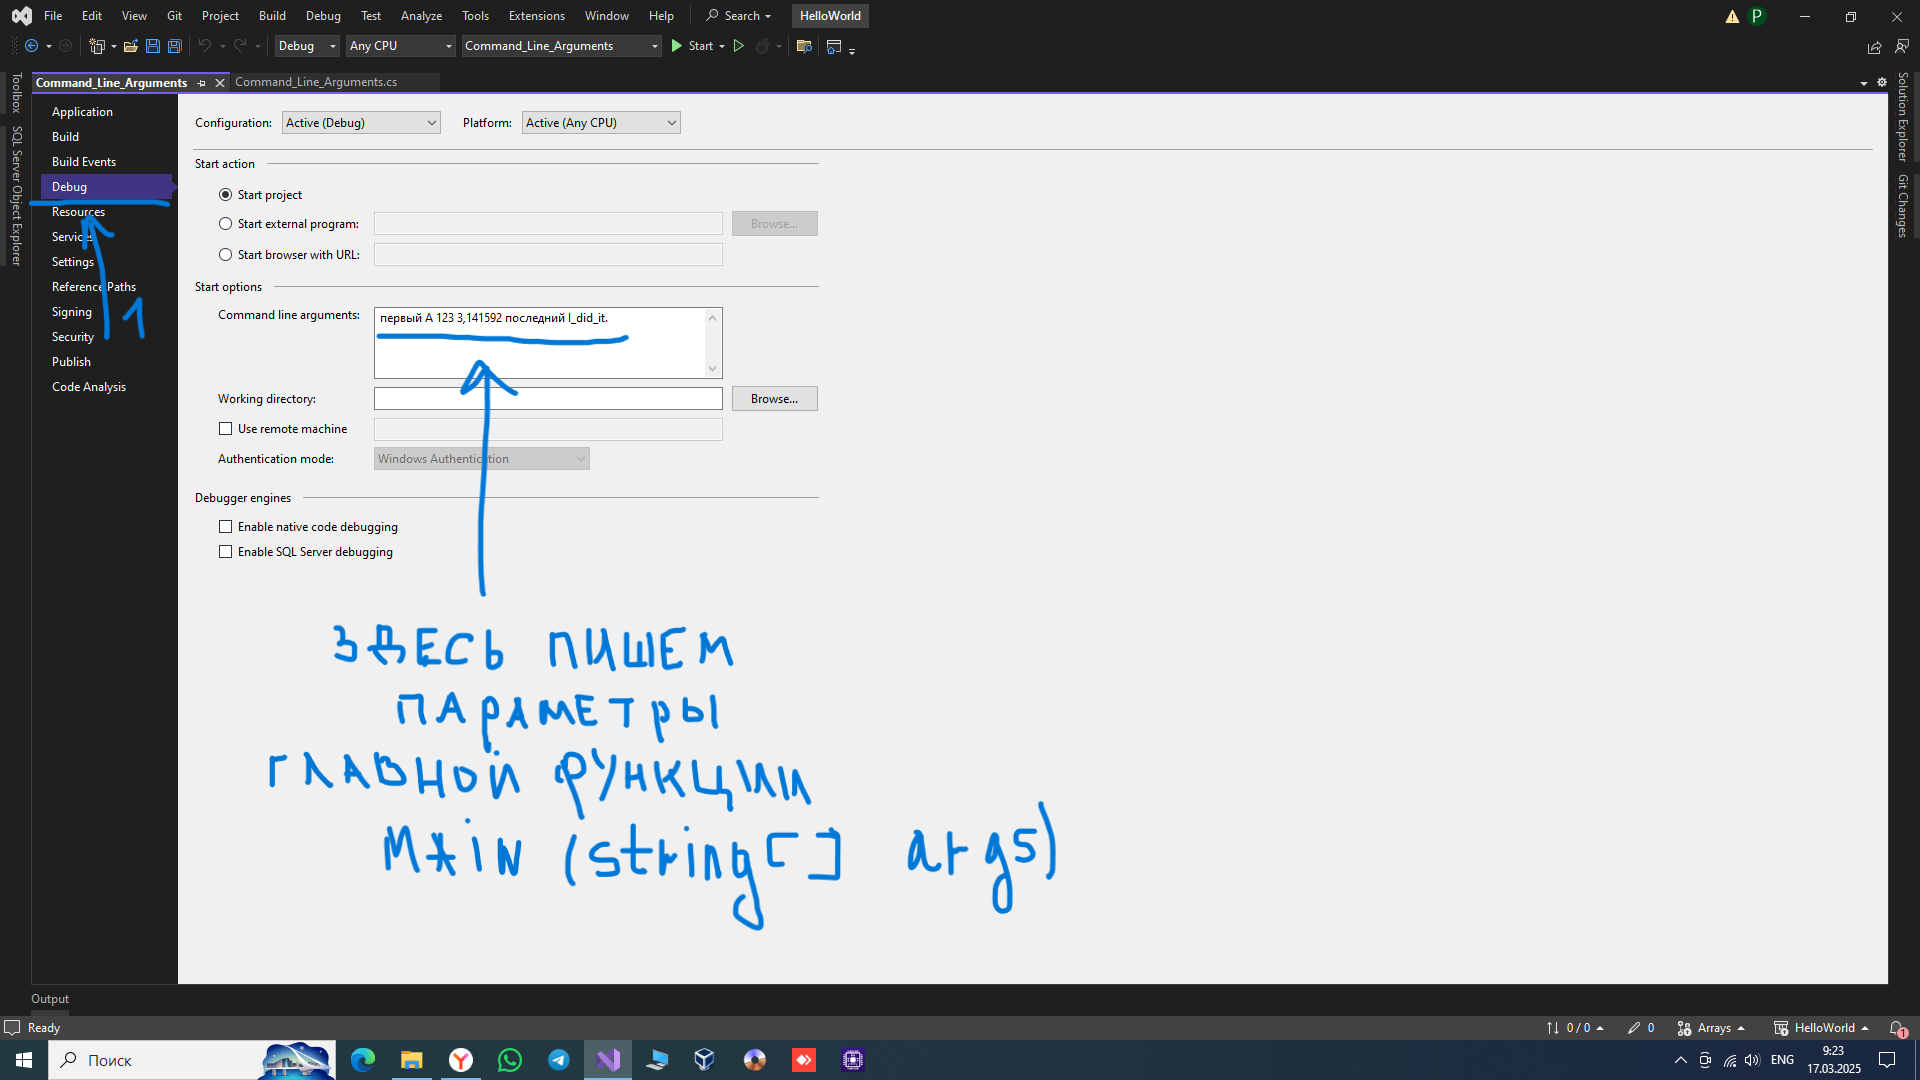 File Edit View Git Project Build Debug Test Analyze Tools Extensions Window Help Search HelloWorld P
Debug Any CPU Command_Line_Arguments Start
Command_Line_Arguments Command_Line_Arguments.cs
Toolbox
SQL Server Object Explorer
Application
Build
Build Events
Debug
Resources
Services
Settings
Reference Paths
Signing
Security
Publish
Code Analysis
1
Configuration: Active (Debug) Platform: Active (Any CPU)
Start action
Start project
Start external program: Browse...
Start browser with URL:
Start options
Command line arguments: первый A 123 3,141592 последний I_did_it.
Working directory: Browse...
Use remote machine
Authentication mode: Windows Authentication
Debugger engines
Enable native code debugging
Enable SQL Server debugging
ЗДЕСЬ ПИШЕМ
ПАРАМЕТРЫ
ГЛАВНОЙ ФУНКЦИИ
MAIN (string[] args)
Solution Explorer
Git Changes
Output
Ready 0 / 0 0 Arrays HelloWorld 1
Поиск ENG 9:23
17.03.2025